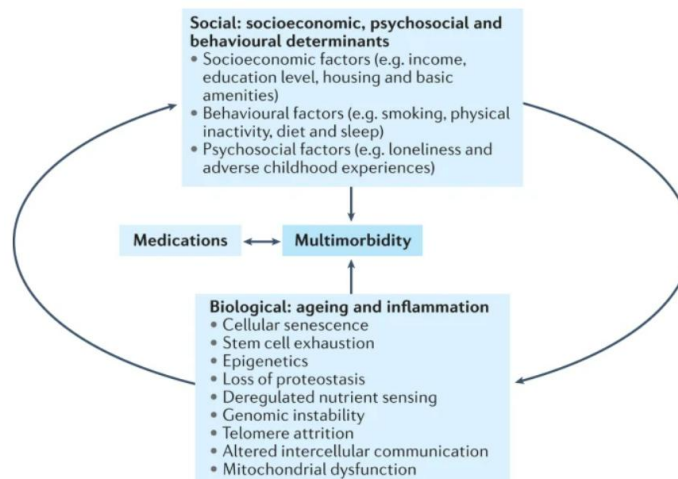 Social: socioeconomic, psychosocial and
behavioural determinants
• Socioeconomic factors (e.g. income,
education level, housing and basic
amenities)
• Behavioural factors (e.g. smoking, physical
inactivity, diet and sleep)
• Psychosocial factors (e.g. loneliness and
adverse childhood experiences)
Medications
Multimorbidity
Biological: ageing and inflammation
• Cellular senescence
• Stem cell exhaustion
• Epigenetics
• Loss of proteostasis
• Deregulated nutrient sensing
• Genomic instability
• Telomere attrition
• Altered intercellular communication
• Mitochondrial dysfunction